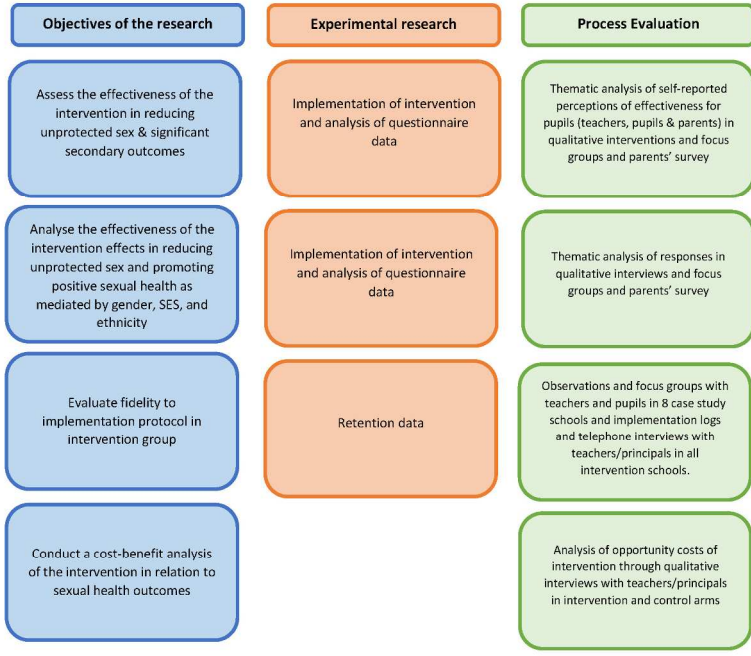 Objectives of the research
Experimental research
Process Evaluation
Assess the effectiveness of the
intervention in reducing
unprotected sex & significant
secondary outcomes
Implementation of intervention
and analysis of questionnaire
data
Thematic analysis of self-reported
perceptions of effectiveness for
pupils (teachers, pupils & parents) in
qualitative interventions and focus
groups and parents' survey
Analyse the effectiveness of the
intervention effects in reducing
unprotected sex and promoting
positive sexual health as
mediated by gender, SES, and
ethnicity
Implementation of intervention
and analysis of questionnaire
data
Thematic analysis of responses in
qualitative interviews and focus
groups and parents' survey
Evaluate fidelity to
implementation protocol in
intervention group
Retention data
Observations and focus groups with
teachers and pupils in 8 case study
schools and implementation logs
and telephone interviews with
teachers/principals in all
intervention schools.
Conduct a cost-benefit analysis
of the intervention in relation to
sexual health outcomes
Analysis of opportunity costs of
intervention through qualitative
interviews with teachers/principals
in intervention and control arms